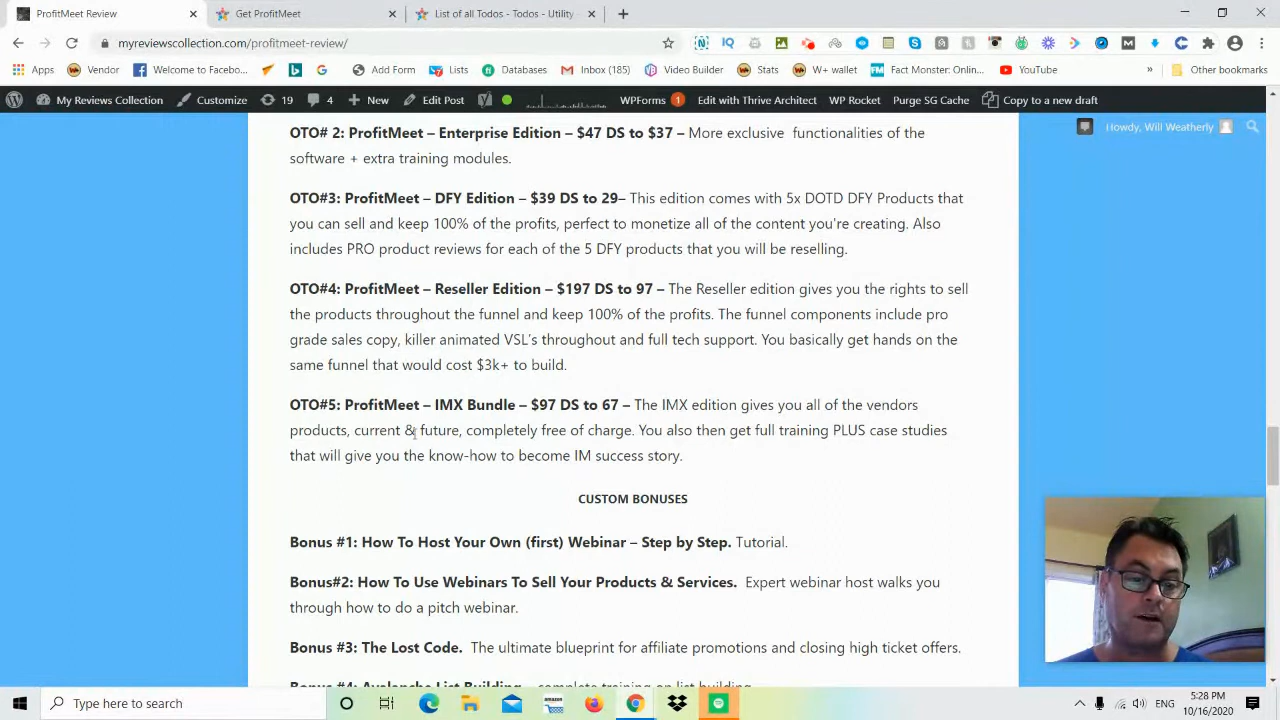 ProfitMeet Review
Get ProfitMeet
List of all Todos - Todos - Utility
myreviewscollection.com/profitmeet-review/
Apps
Vendor
Welcome to Facebo...
Add Form
Lists
Databases
Inbox (185)
Video Builder
Stats
W+ wallet
Fact Monster: Onlin...
YouTube
»
Other bookmarks
My Reviews Collection
Customize
19
4
New
Edit Post
WPForms 1
Edit with Thrive Architect
WP Rocket
Purge SG Cache
Copy to a new draft
Howdy, Will Weatherly
OTO# 2: ProfitMeet – Enterprise Edition – $47 DS to $37 – More exclusive functionalities of the
software + extra training modules.
OTO#3: ProfitMeet – DFY Edition – $39 DS to 29– This edition comes with 5x DOTD DFY Products that
you can sell and keep 100% of the profits, perfect to monetize all of the content you're creating. Also
includes PRO product reviews for each of the 5 DFY products that you will be reselling.
OTO#4: ProfitMeet – Reseller Edition – $197 DS to 97 – The Reseller edition gives you the rights to sell
the products throughout the funnel and keep 100% of the profits. The funnel components include pro
grade sales copy, killer animated VSL's throughout and full tech support. You basically get hands on the
same funnel that would cost $3k+ to build.
OTO#5: ProfitMeet – IMX Bundle – $97 DS to 67 – The IMX edition gives you all of the vendors
products, current & future, completely free of charge. You also then get full training PLUS case studies
that will give you the know-how to become IM success story.
CUSTOM BONUSES
Bonus #1: How To Host Your Own (first) Webinar – Step by Step. Tutorial.
Bonus#2: How To Use Webinars To Sell Your Products & Services. Expert webinar host walks you
through how to do a pitch webinar.
Bonus #3: The Lost Code. The ultimate blueprint for affiliate promotions and closing high ticket offers.
Bonus #4: Avalanche List Building – complete training on list building.
Type here to search
5:28 PM
10/16/2020